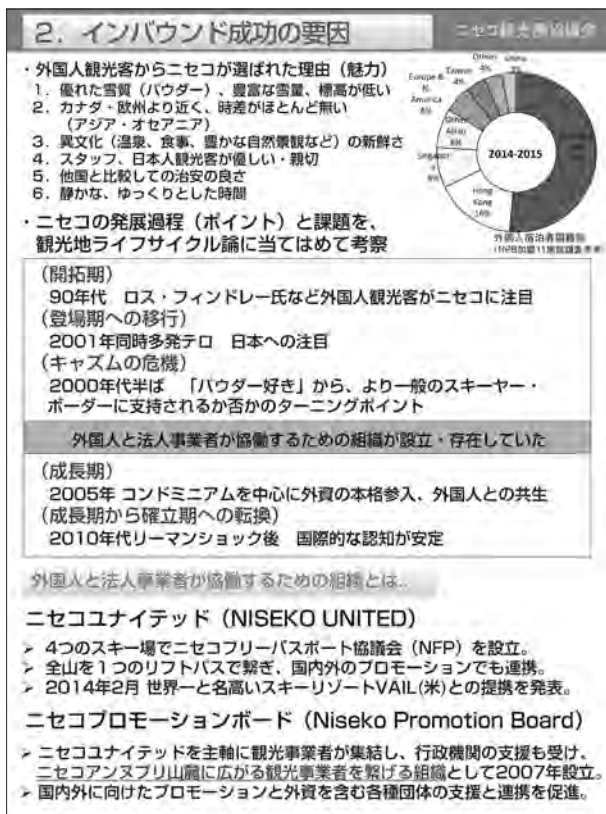 2．インバウンド成功の要因
ニセコ観光圏協議会
・外国人観光客からニセコが選ばれた理由（魅力）
1．優れた雪質（パウダー）、豊富な雪量、標高が低い
2．カナダ・欧州より近く、時差がほとんど無い
（アジア・オセアニア）
3．異文化（温泉、食事、豊かな自然景観など）の新鮮さ
4．スタッフ、日本人観光客が優しい・親切
5．他国と比較しての治安の良さ
6．静かな、ゆっくりとした時間
Others
4%
China
Taiwan
4%
Europe &
N.
America
8%
Other
Asia
8%
Hong
Kong
16%
2014-2015
外国人宿泊者国籍別
・ニセコの発展過程（ポイント）と課題を、
観光地ライフサイクル論に当てはめて考察
（開拓期）
90年代　ロス・フィンドレー氏など外国人観光客がニセコに注目
（登場期への移行）
2001年同時多発テロ　日本への注目
（キャズムの危機）
2000年代半ば　「パウダー好き」から、より一般のスキーヤー・
ボーダーに支持されるか否かのターニングポイント
外国人と法人事業者が協働するための組織が設立・存在していた
（成長期）
2005年 コンドミニアムを中心に外資の本格参入、外国人との共生
（成長期から確立期への転換）
2010年代リーマンショック後　国際的な認知が安定
外国人と法人事業者が協働するための組織とは..
ニセコユナイテッド（NISEKO UNITED）
➢ 4つのスキー場でニセコフリーパスポート協議会（NFP）を設立。
➢ 全山を1つのリフトパスで繋ぎ、国内外のプロモーションでも連携。
➢ 2014年2月 世界一と名高いスキーリゾートVAIL(米)との提携を発表。
ニセコプロモーションボード（Niseko Promotion Board）
➢ ニセコユナイテッドを主軸に観光事業者が集結し、行政機関の支援も受け、
ニセコアンヌプリ山麓に広がる観光事業者を繋げる組織として2007年設立。
➢ 国内外に向けたプロモーションと外資を含む各種団体の支援と連携を促進。